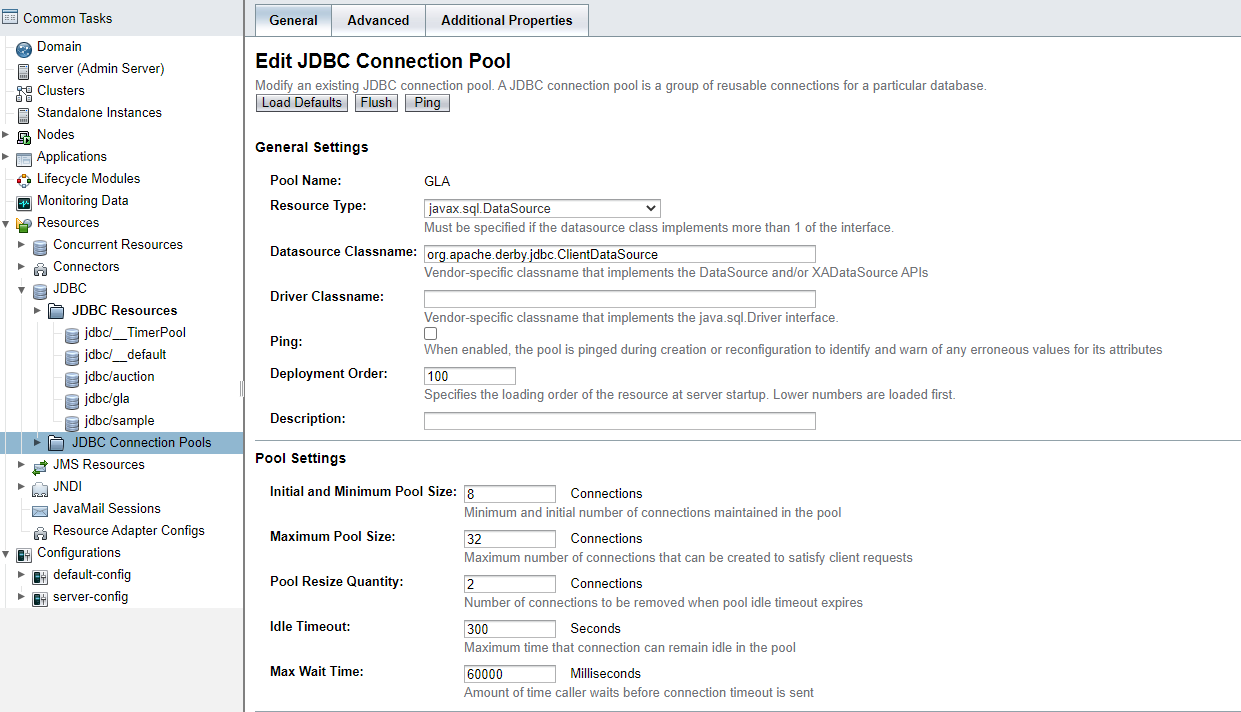 Common Tasks
Domain
server (Admin Server)
Clusters
Standalone Instances
Nodes
Applications
Lifecycle Modules
Monitoring Data
Resources
Concurrent Resources
Connectors
JDBC
JDBC Resources
jdbc/__TimerPool
jdbc/__default
jdbc/auction
jdbc/gla
jdbc/sample
JDBC Connection Pools
JMS Resources
JNDI
JavaMail Sessions
Resource Adapter Configs
Configurations
default-config
server-config
General Advanced Additional Properties
Edit JDBC Connection Pool
Modify an existing JDBC connection pool. A JDBC connection pool is a group of reusable connections for a particular database.
Load Defaults Flush Ping
General Settings
Pool Name: GLA
Resource Type: javax.sql.DataSource
Must be specified if the datasource class implements more than 1 of the interface.
Datasource Classname: org.apache.derby.jdbc.ClientDataSource
Vendor-specific classname that implements the DataSource and/or XADataSource APIs
Driver Classname:
Vendor-specific classname that implements the java.sql.Driver interface.
Ping:
When enabled, the pool is pinged during creation or reconfiguration to identify and warn of any erroneous values for its attributes
Deployment Order: 100
Specifies the loading order of the resource at server startup. Lower numbers are loaded first.
Description:
Pool Settings
Initial and Minimum Pool Size: 8 Connections
Minimum and initial number of connections maintained in the pool
Maximum Pool Size: 32 Connections
Maximum number of connections that can be created to satisfy client requests
Pool Resize Quantity: 2 Connections
Number of connections to be removed when pool idle timeout expires
Idle Timeout: 300 Seconds
Maximum time that connection can remain idle in the pool
Max Wait Time: 60000 Milliseconds
Amount of time caller waits before connection timeout is sent